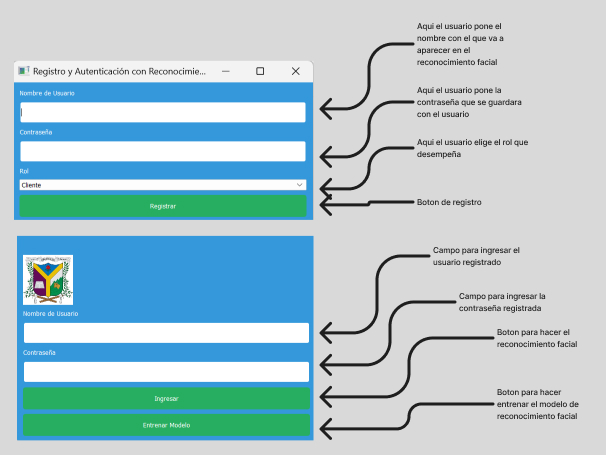 Aqui el usuario pone el
nombre con el que va a
aparecer en el
reconocimiento facial
Registro y Autenticación con Reconocimie...
Nombre de Usuario
Aqui el usuario pone la
contraseña que se guardara
con el usuario
Contraseña
Aqui el usuario elige el rol que
desempeña
Rol
Cliente
Registrar
Boton de registro
Campo para ingresar el
usuario registrado
Campo para ingresar la
contraseña registrada
Nombre de Usuario
Boton para hacer el
reconocimiento facial
Contraseña
Ingresar
Boton para hacer
entrenar el modelo de
reconocimiento facial
Entrenar Modelo